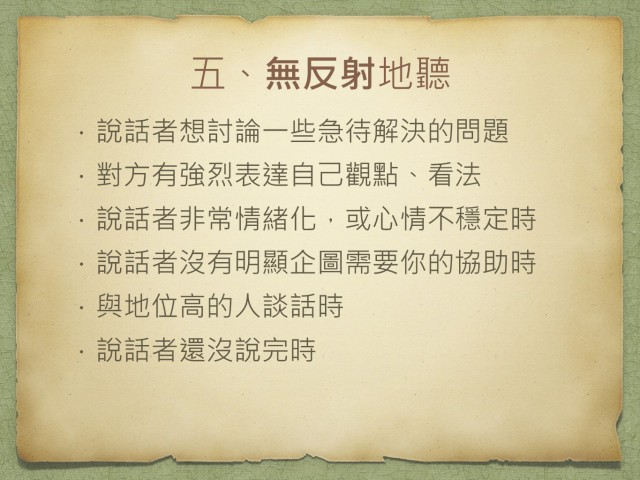 五、無反射地聽
· 說話者想討論一些急待解決的問題
· 對方有強烈表達自己觀點、看法
· 說話者非常情緒化，或心情不穩定時
· 說話者沒有明顯企圖需要你的協助時
· 與地位高的人談話時
· 說話者還沒說完時